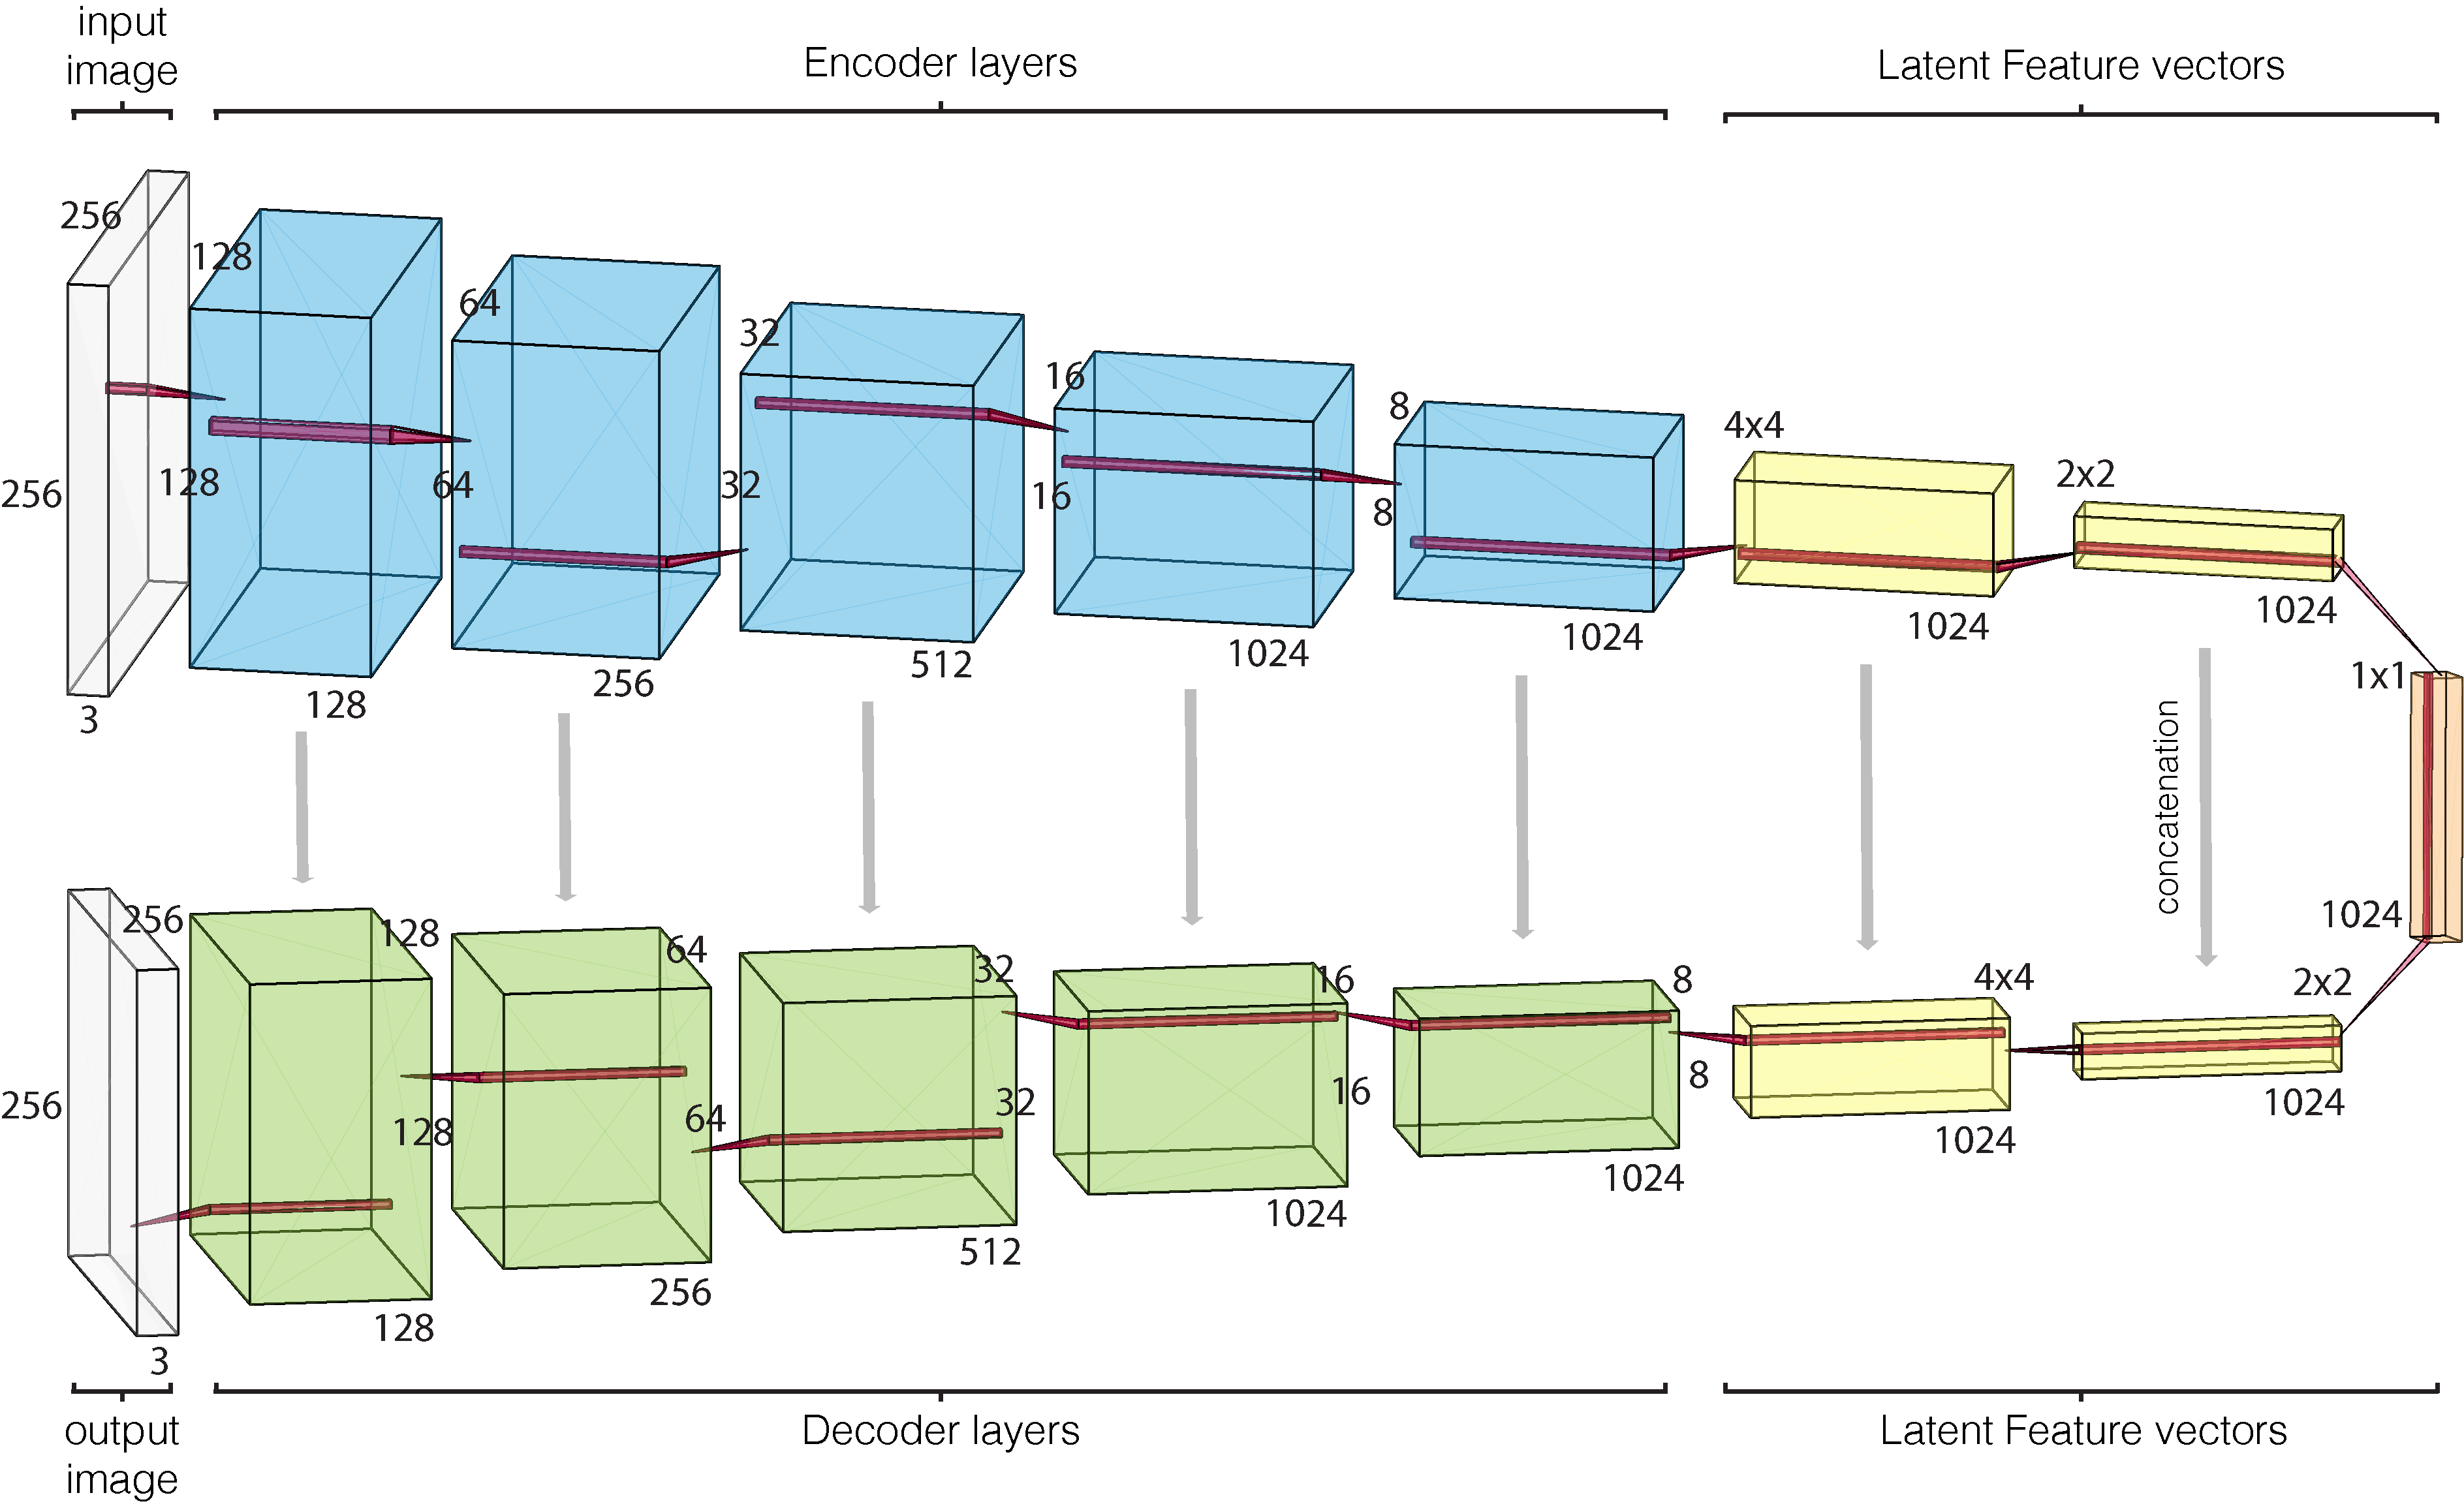 input
image
Encoder layers
Latent Feature vectors
256
256
3
128
128
128
64
64
256
32
32
512
16
16
1024
8
8
1024
4x4
1024
2x2
1024
1x1
1024
concatenation
256
256
3
128
128
128
64
64
256
32
32
512
16
16
1024
8
8
1024
4x4
1024
2x2
1024
output
image
Decoder layers
Latent Feature vectors